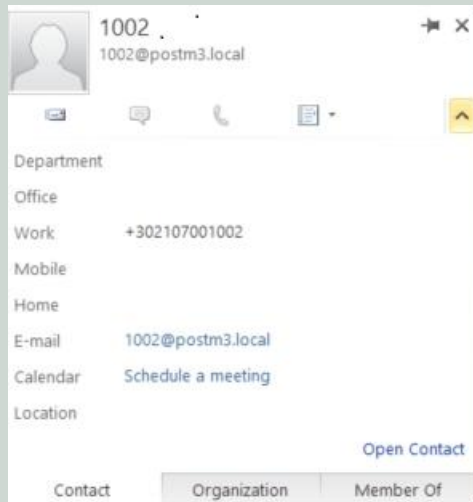 1002 .
1002@postm3.local
Department
Office
Work +302107001002
Mobile
Home
E-mail 1002@postm3.local
Calendar Schedule a meeting
Location
Open Contact
Contact Organization Member Of